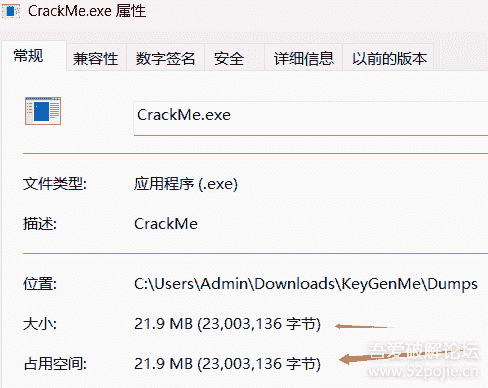 CrackMe.exe 属性
常规 兼容性 数字签名 安全 详细信息 以前的版本
CrackMe.exe
文件类型: 应用程序 (.exe)
描述: CrackMe
位置: C:\Users\Admin\Downloads\KeyGenMe\Dumps
大小: 21.9 MB (23,003,136 字节)
占用空间: 21.9 MB (23,003,136 字节)
吾爱破解论坛
www.52pojie.cn